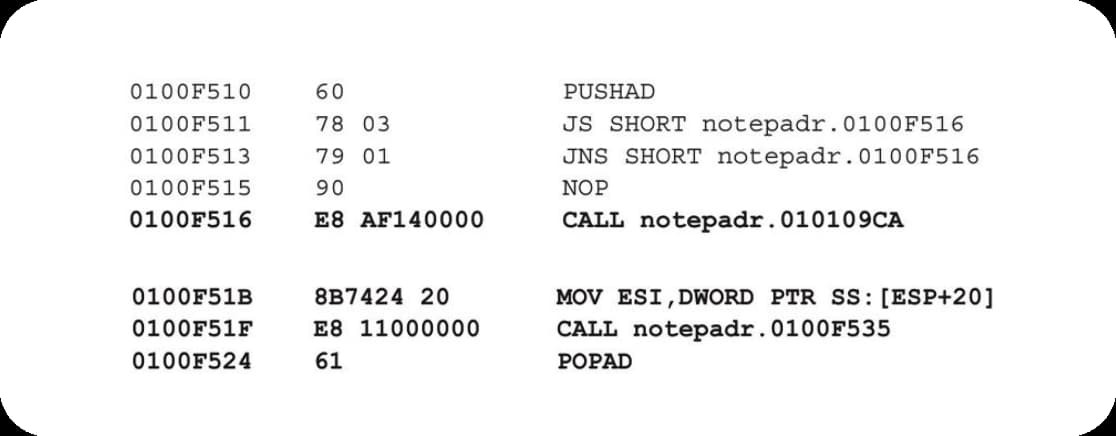 0100F510 60 PUSHAD
0100F511 78 03 JS SHORT notepadr.0100F516
0100F513 79 01 JNS SHORT notepadr.0100F516
0100F515 90 NOP
0100F516 E8 AF140000 CALL notepadr.010109CA
0100F51B 8B7424 20 MOV ESI,DWORD PTR SS:[ESP+20]
0100F51F E8 11000000 CALL notepadr.0100F535
0100F524 61 POPAD